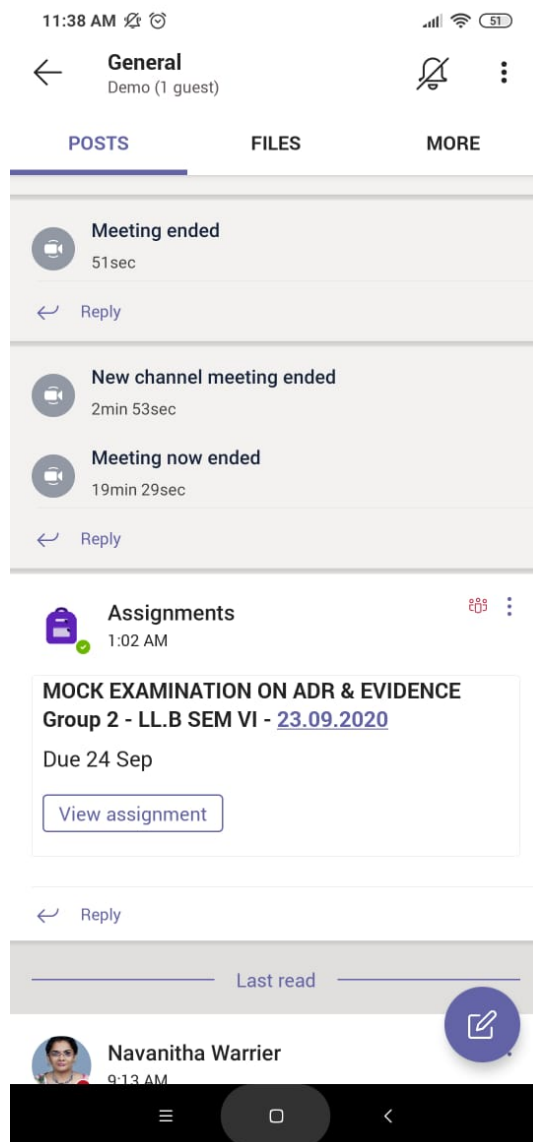 11:38 AM 51
General
Demo (1 guest)
POSTS FILES MORE
Meeting ended
51sec
Reply
New channel meeting ended
2min 53sec
Meeting now ended
19min 29sec
Reply
Assignments
1:02 AM
MOCK EXAMINATION ON ADR & EVIDENCE
Group 2 - LL.B SEM VI - 23.09.2020
Due 24 Sep
View assignment
Reply
Last read
Navanitha Warrier
9:13 AM